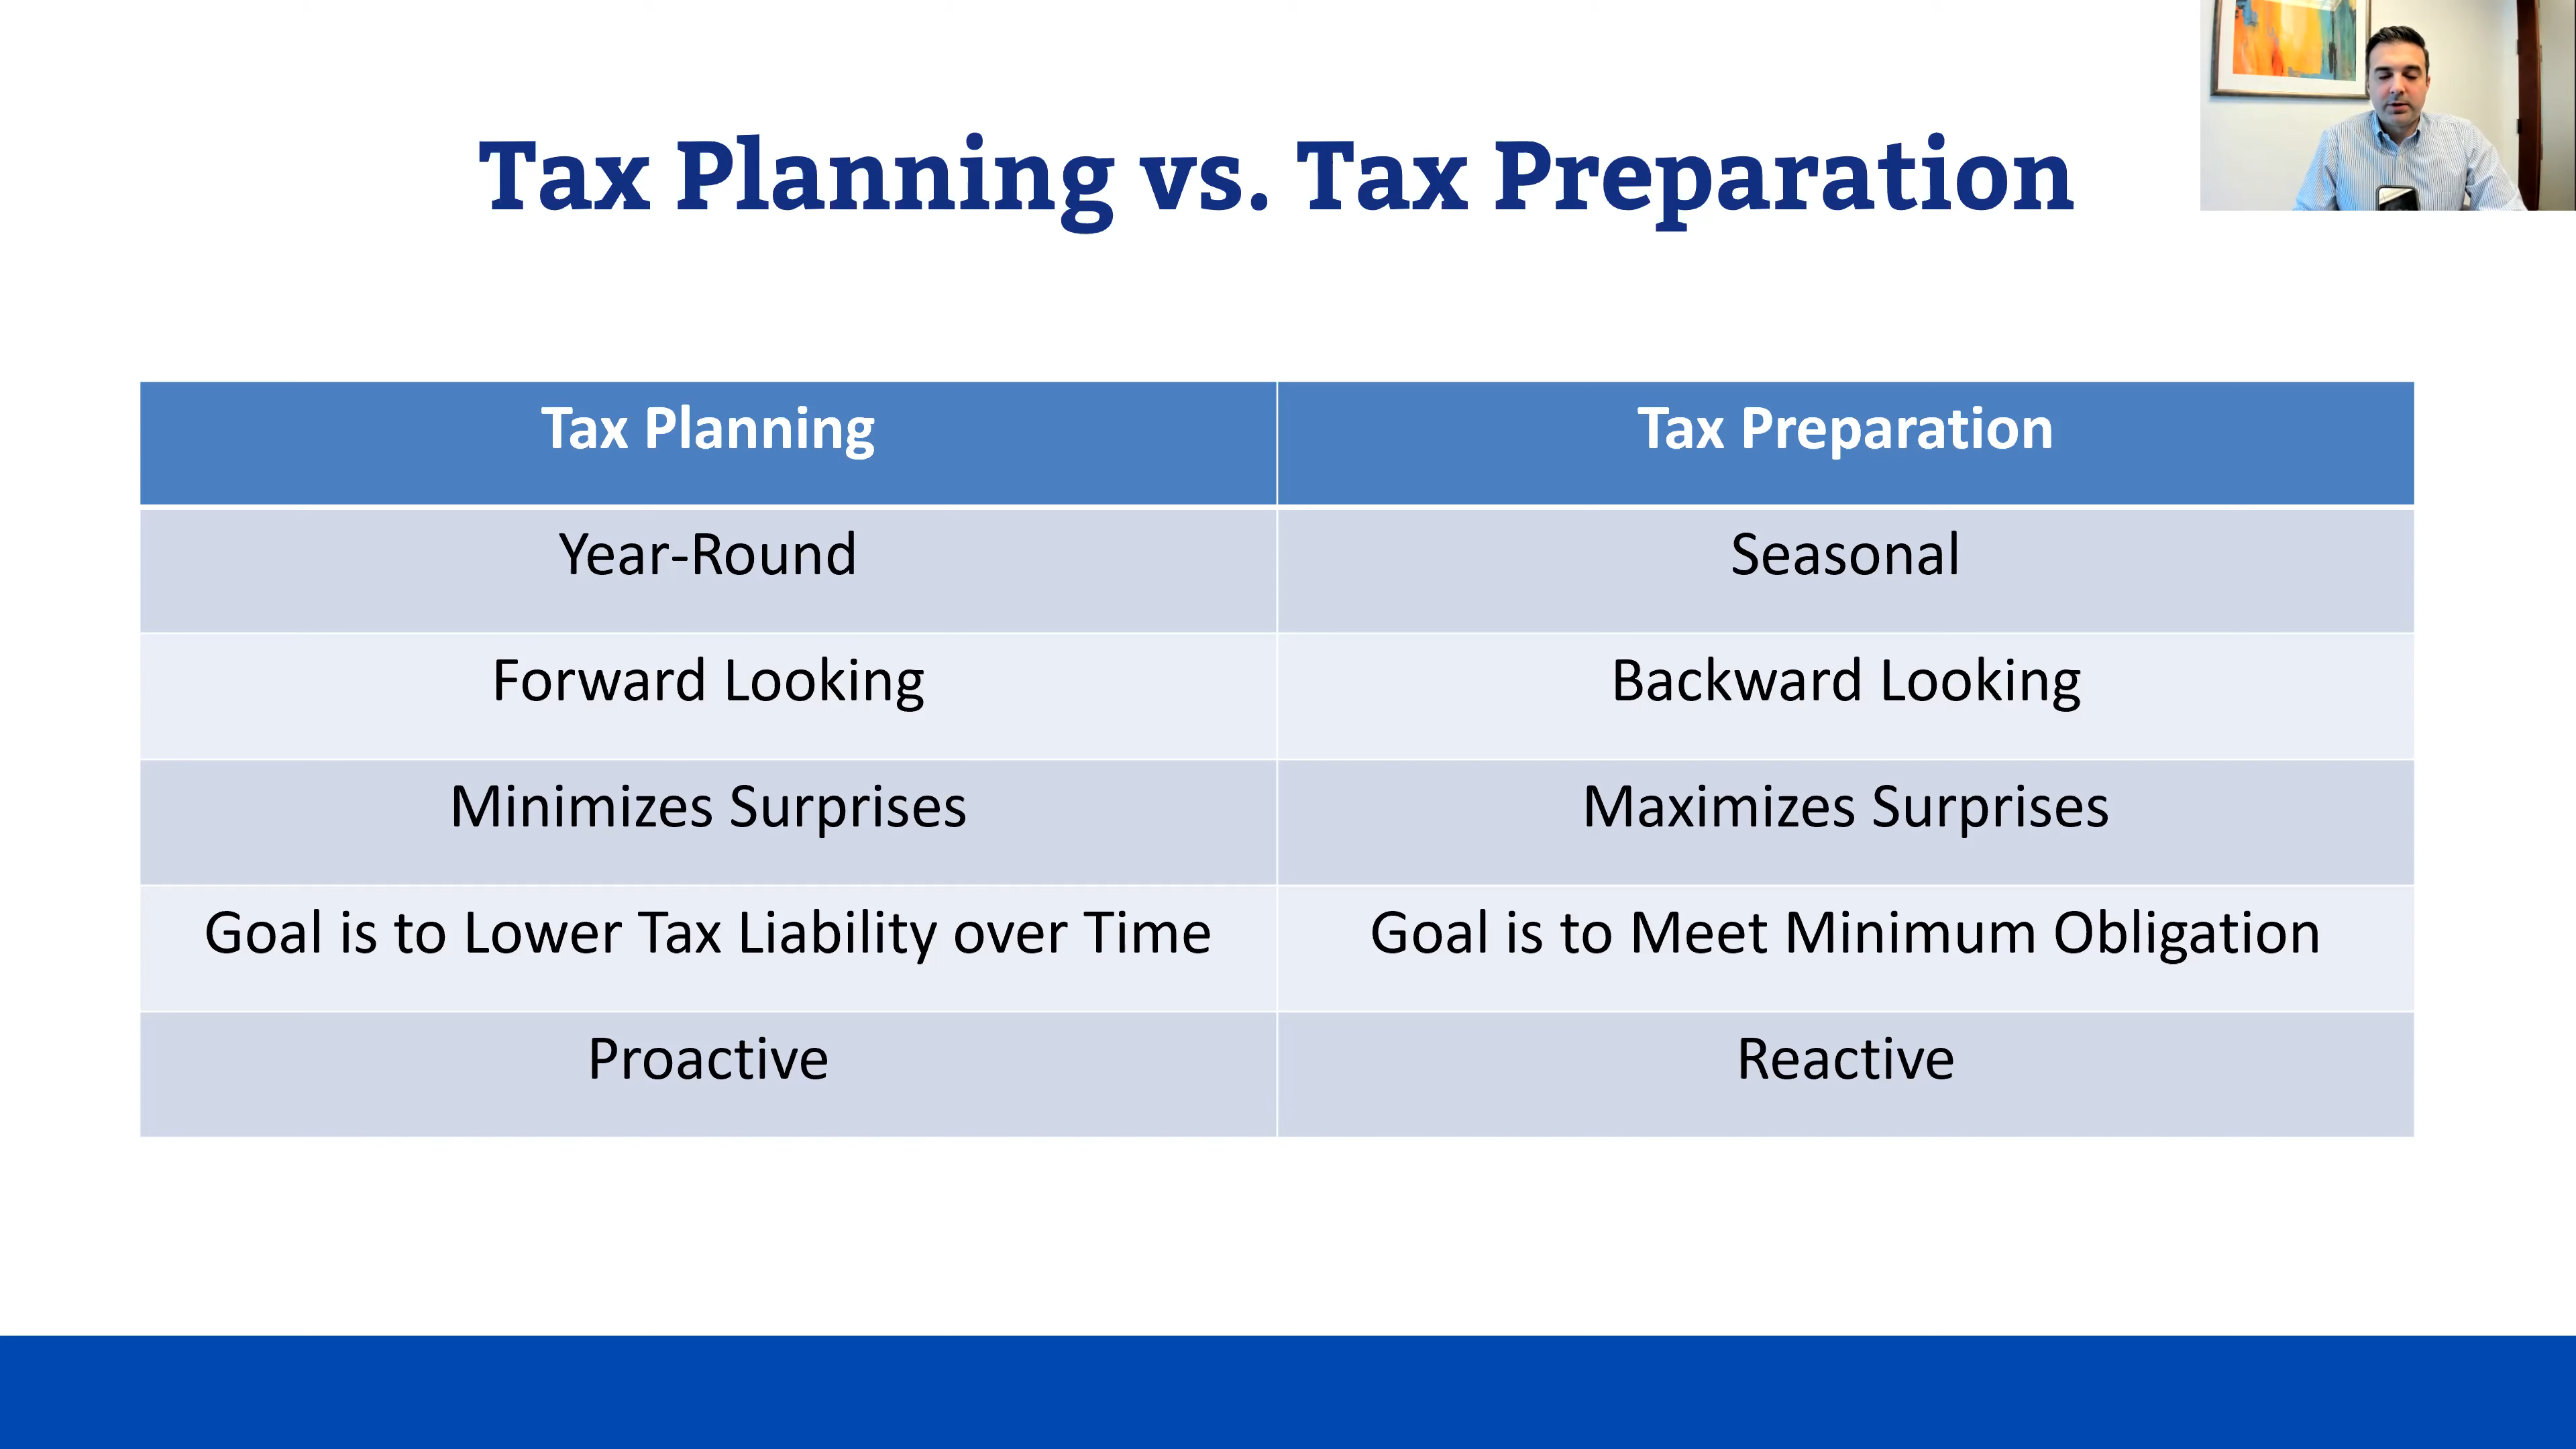 Tax Planning vs. Tax Preparation
Tax Planning
Tax Preparation
Year-Round
Seasonal
Forward Looking
Backward Looking
Minimizes Surprises
Maximizes Surprises
Goal is to Lower Tax Liability over Time
Goal is to Meet Minimum Obligation
Proactive
Reactive